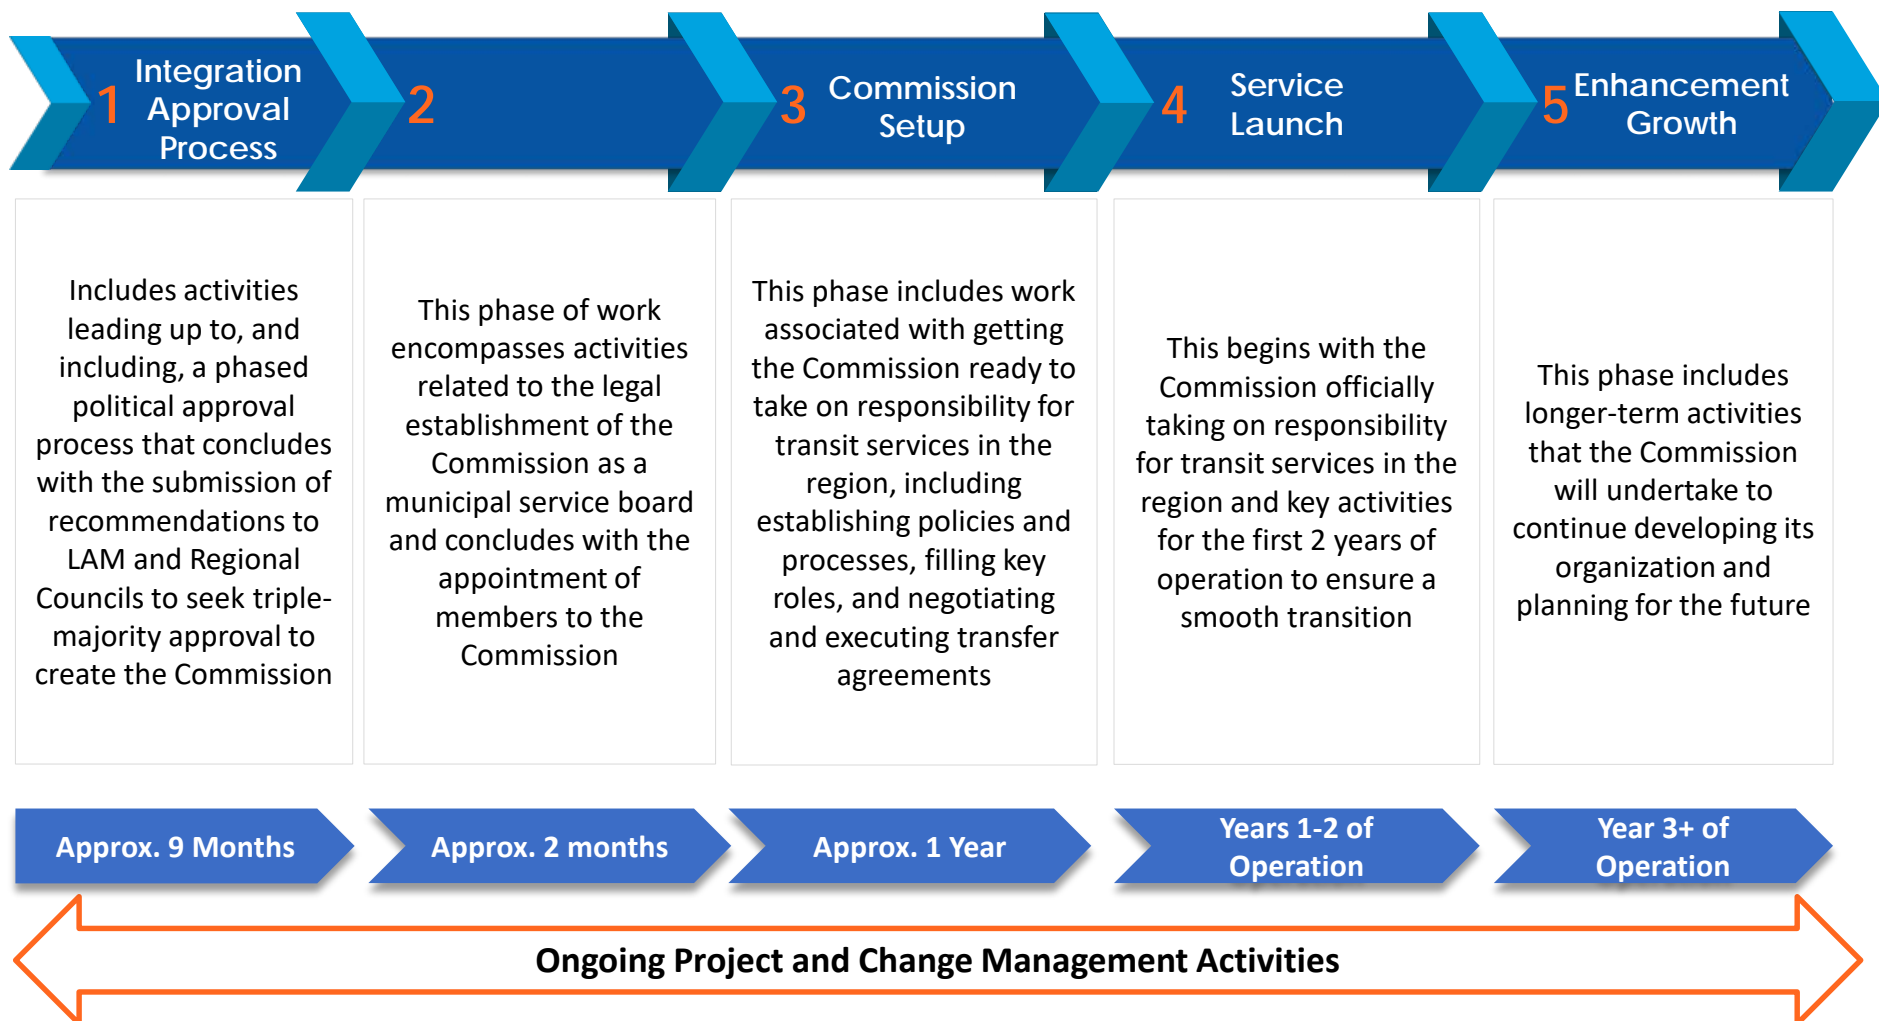 1
Integration
Approval
Process
2
3
Commission
Setup
4
Service
Launch
5
Enhancement
Growth
Includes activities
leading up to, and
including, a phased
political approval
process that concludes
with the submission of
recommendations to
LAM and Regional
Councils to seek triple-
majority approval to
create the Commission
This phase of work
encompasses activities
related to the legal
establishment of the
Commission as a
municipal service board
and concludes with the
appointment of
members to the
Commission
This phase includes work
associated with getting
the Commission ready to
take on responsibility for
transit services in the
region, including
establishing policies and
processes, filling key
roles, and negotiating
and executing transfer
agreements
This begins with the
Commission officially
taking on responsibility
for transit services in the
region and key activities
for the first 2 years of
operation to ensure a
smooth transition
This phase includes
longer-term activities
that the Commission
will undertake to
continue developing its
organization and
planning for the future
Approx. 9 Months
Approx. 2 months
Approx. 1 Year
Years 1-2 of
Operation
Year 3+ of
Operation
Ongoing Project and Change Management Activities